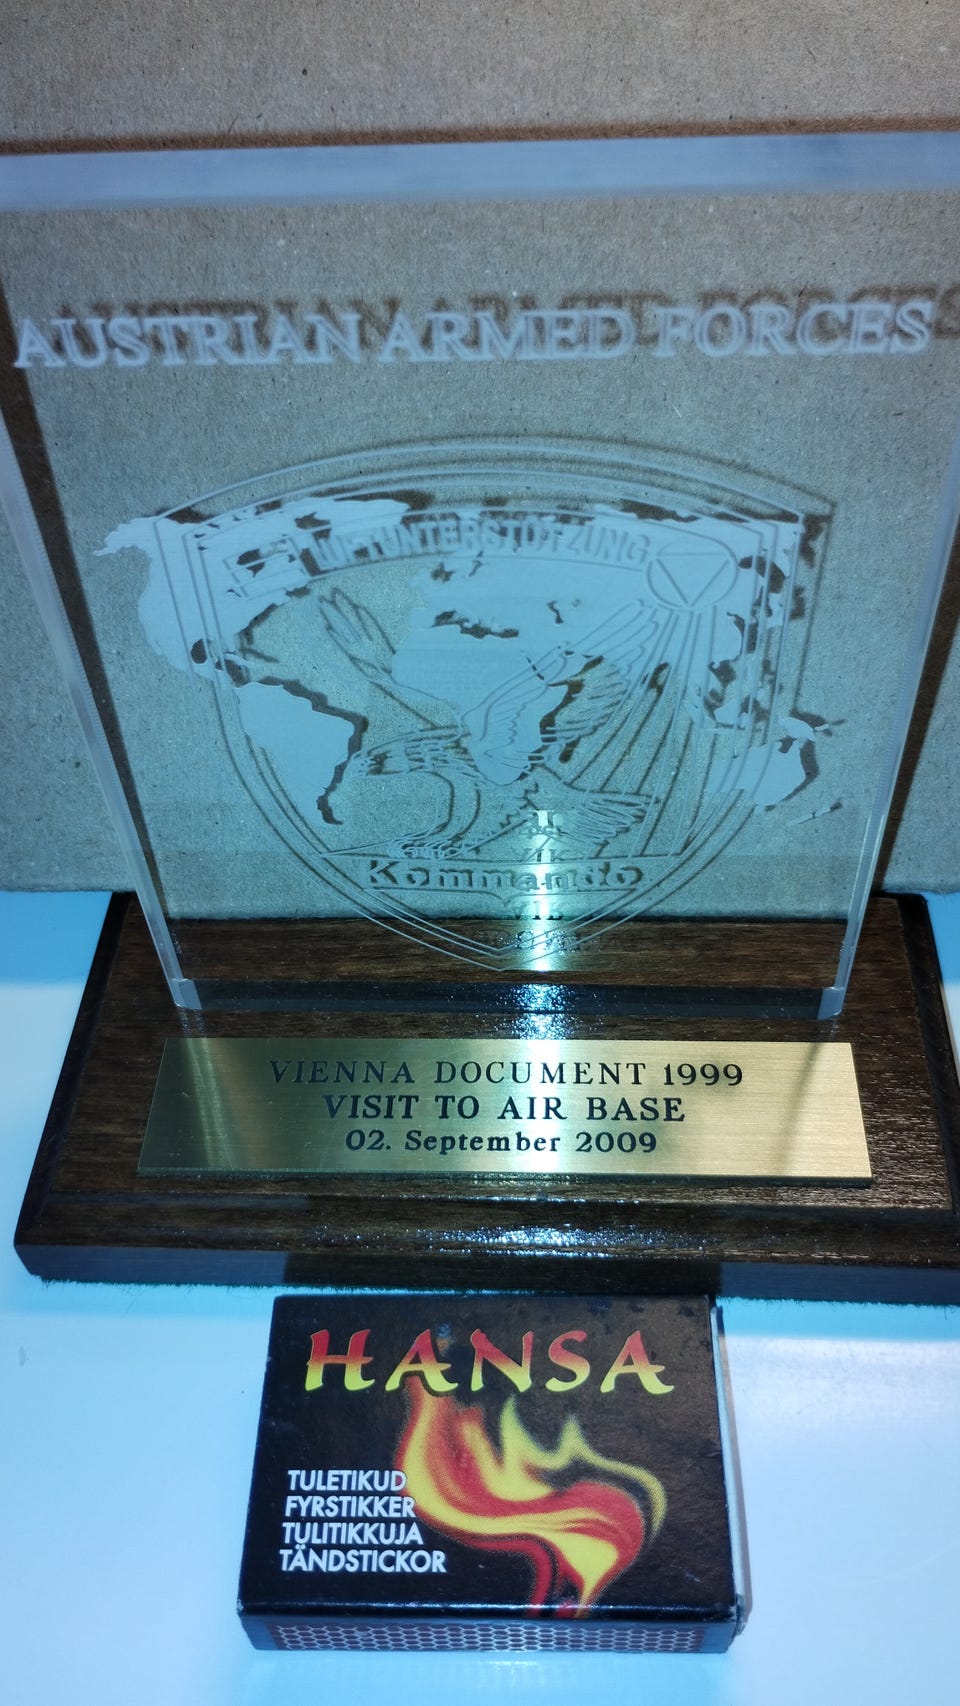 AUSTRIAN ARMED FORCES
LUFTUNTERSTÜTZUNG
Kommando
VIENNA DOCUMENT 1999
VISIT TO AIR BASE
02. September 2009
HANSA
TULETIKUD
FYRSTIKKER
TULITIKKUJA
TÄNDSTICKOR